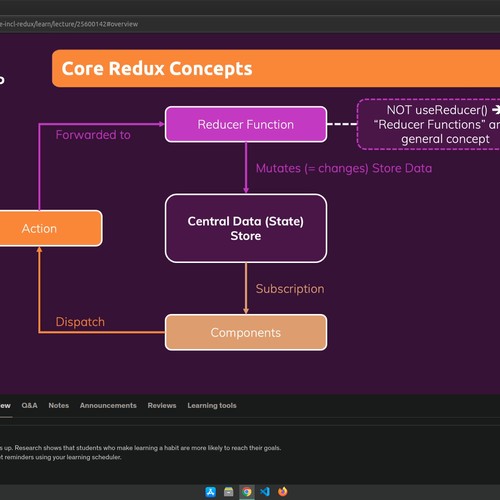 e-incl-redux/learn/lecture/25600142#overview
Core Redux Concepts
NOT useReducer() ➔
Reducer Function
"Reducer Functions" a
general concept
Forwarded to
Mutates (= changes) Store Data
Central Data (State)
Store
Action
Subscription
Dispatch
Components
ew Q&A Notes Announcements Reviews Learning tools
s up. Research shows that students who make learning a habit are more likely to reach their goals.
t reminders using your learning scheduler.